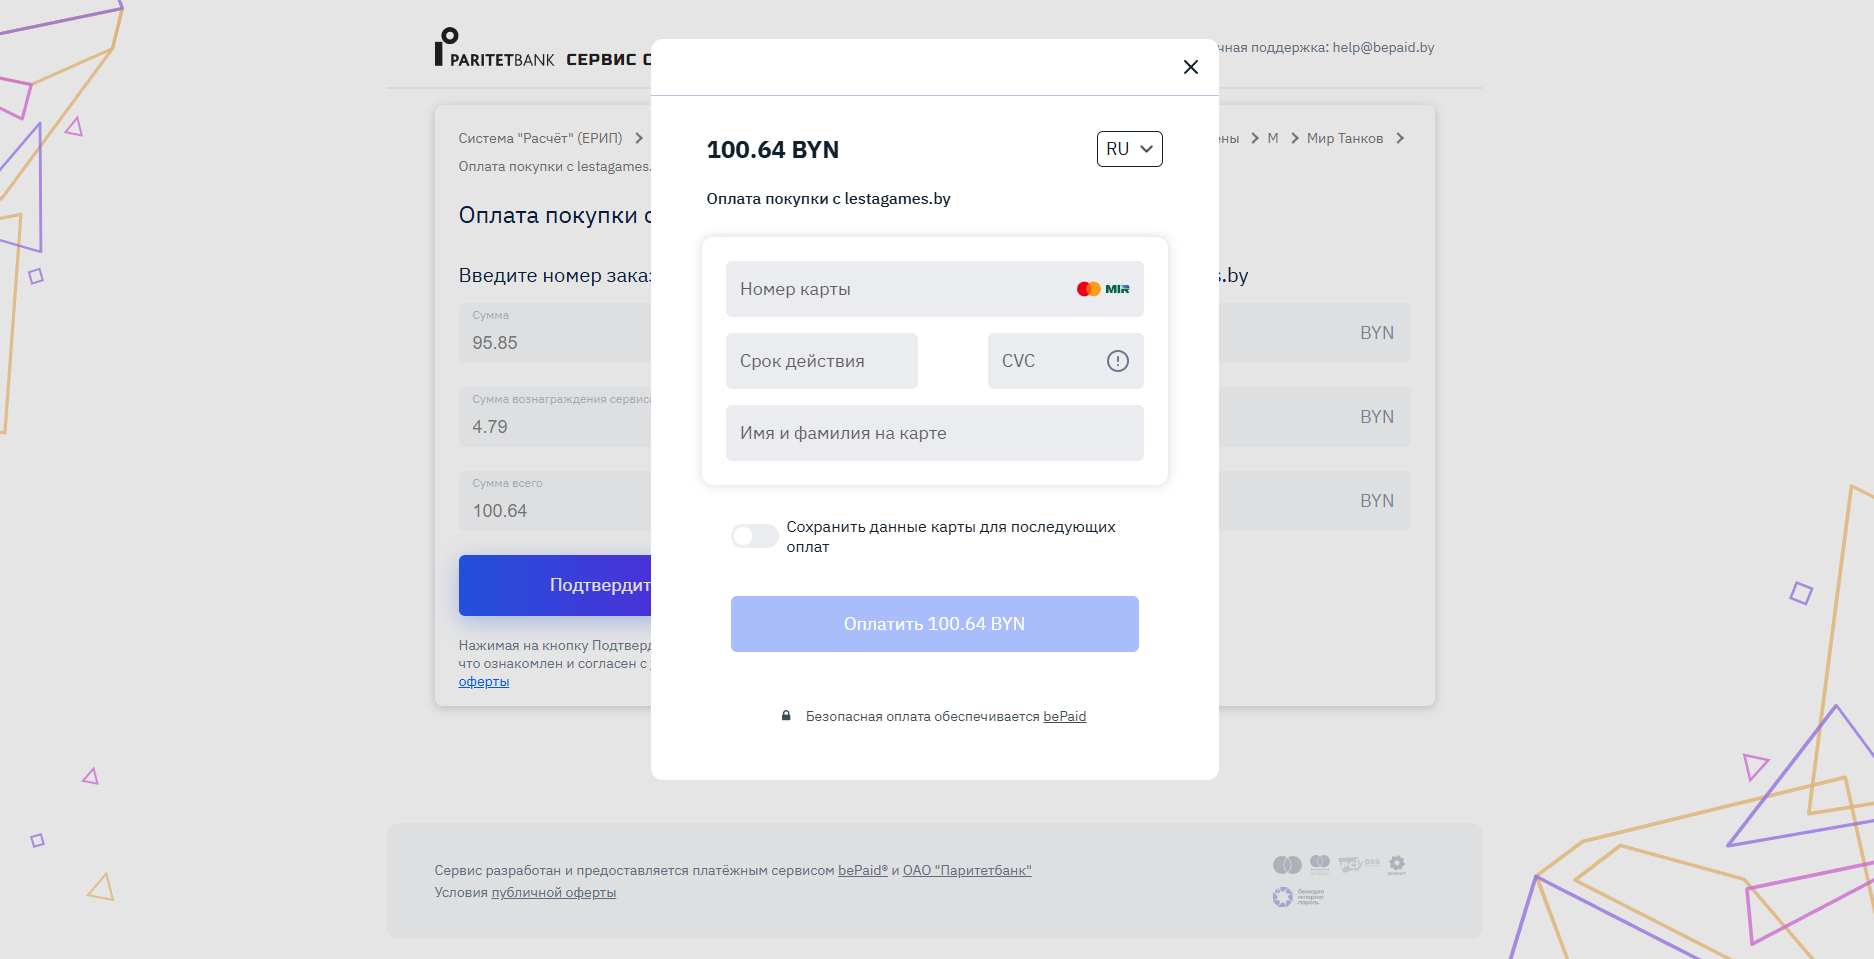 PARITETBANK СЕРВИС
чная поддержка: help@bepaid.by
Система "Расчёт" (ЕРИП)
М
Мир Танков
Оплата покупки с lestagames.
Оплата покупки с
Введите номер зака
.by
Сумма
95.85
BYN
Сумма вознаграждения сервиса
4.79
BYN
Сумма всего
100.64
BYN
Подтвердит
Нажимая на кнопку Подтверд
что ознакомлен и согласен с
оферты
100.64 BYN
RU
Оплата покупки с lestagames.by
Номер карты
MIR
Срок действия
CVC
Имя и фамилия на карте
Сохранить данные карты для последующих
оплат
Оплатить 100.64 BYN
Безопасная оплата обеспечивается bePaid
Сервис разработан и предоставляется платёжным сервисом bePaid® и ОАО "Паритетбанк"
Условия публичной оферты